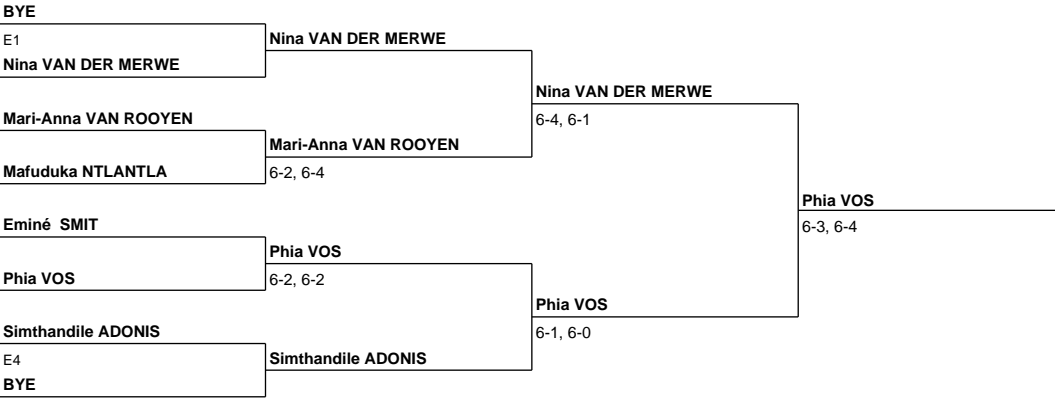 BYE
E1
Nina VAN DER MERWE
Mari-Anna VAN ROOYEN
Mafuduka NTLANTLA
Eminé  SMIT
Phia VOS
Simthandile ADONIS
E4
BYE
Nina VAN DER MERWE
Mari-Anna VAN ROOYEN
6-2, 6-4
Phia VOS
6-2, 6-2
Simthandile ADONIS
Nina VAN DER MERWE
6-4, 6-1
Phia VOS
6-1, 6-0
Phia VOS
6-3, 6-4